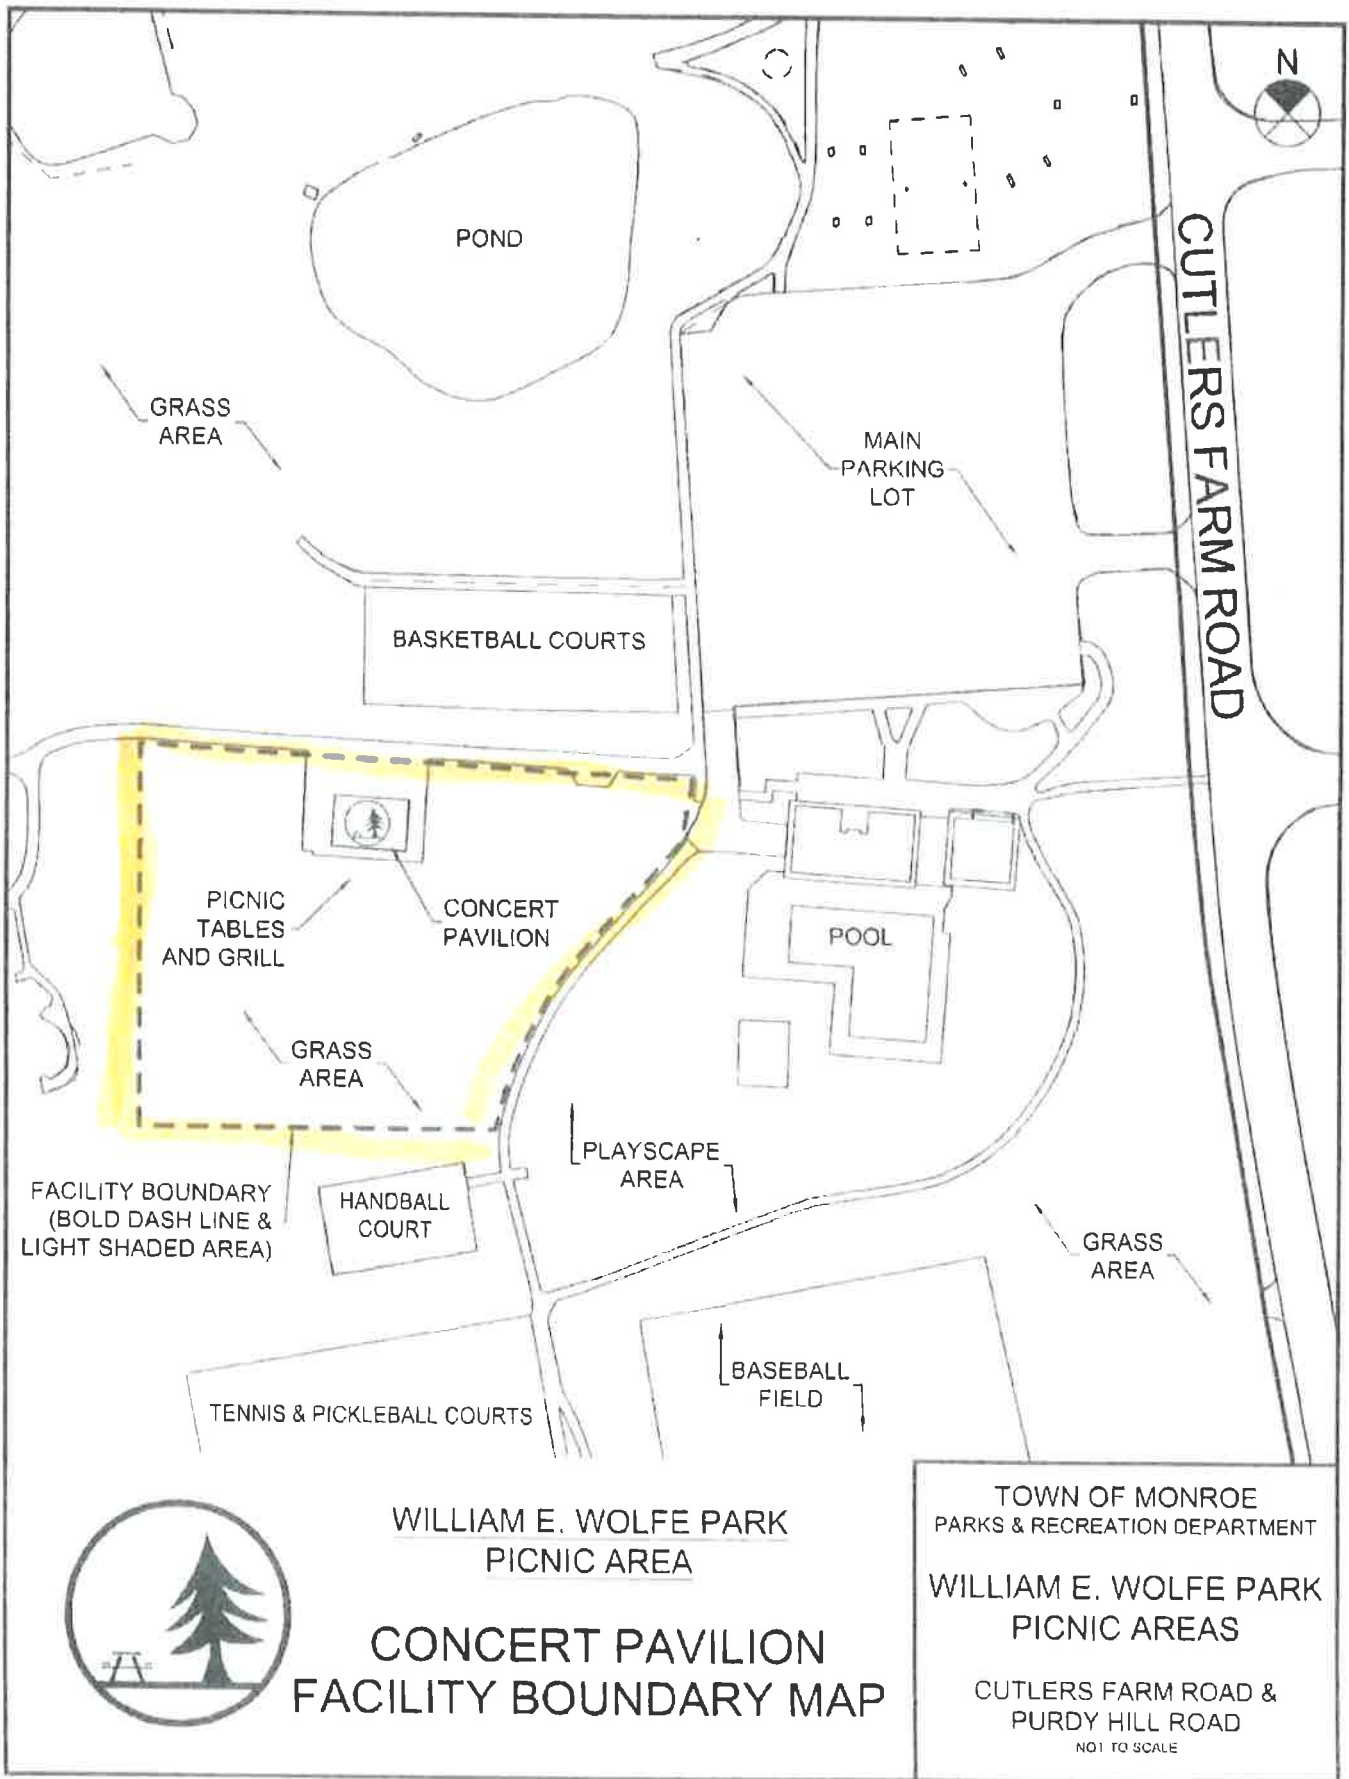 N
POND
CUTLERS FARM ROAD
GRASS
AREA
MAIN
PARKING
LOT
BASKETBALL COURTS
PICNIC
TABLES
AND GRILL
CONCERT
PAVILION
POOL
GRASS
AREA
PLAYSCAPE
AREA
FACILITY BOUNDARY
(BOLD DASH LINE &
LIGHT SHADED AREA)
HANDBALL
COURT
GRASS
AREA
BASEBALL
FIELD
TENNIS & PICKLEBALL COURTS
WILLIAM E. WOLFE PARK
PICNIC AREA
CONCERT PAVILION
FACILITY BOUNDARY MAP
TOWN OF MONROE
PARKS & RECREATION DEPARTMENT
WILLIAM E. WOLFE PARK
PICNIC AREAS
CUTLERS FARM ROAD &
PURDY HILL ROAD
NOT TO SCALE